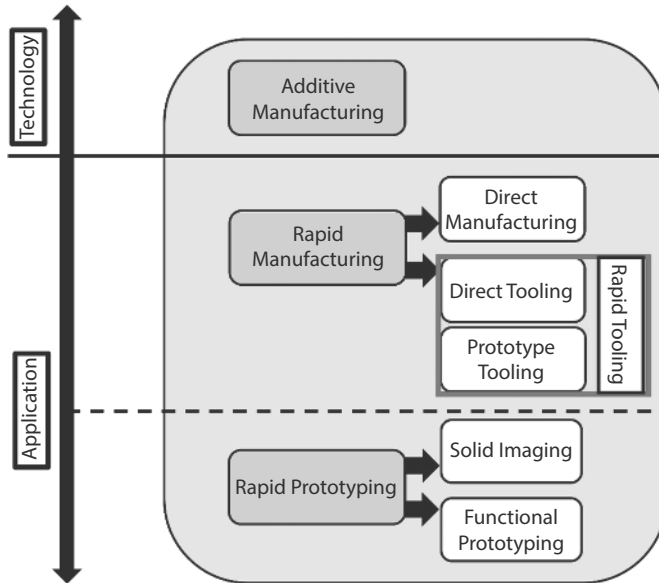 Technology
Additive
Manufacturing
Direct
Manufacturing
Rapid
Manufacturing
Direct Tooling
Rapid Tooling
Prototype
Tooling
Application
Solid Imaging
Rapid Prototyping
Functional
Prototyping